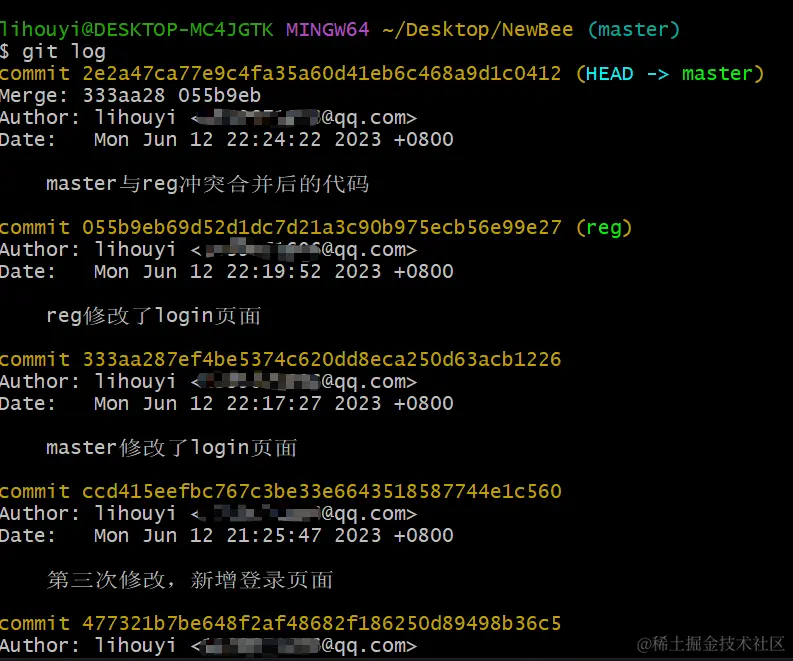 lihouyi@DESKTOP-MC4JGTK MINGW64 ~/Desktop/NewBee (master)
$ git log
commit 2e2a47ca77e9c4fa35a60d41eb6c468a9d1c0412 (HEAD -> master)
Merge: 333aa28 055b9eb
Author: lihouyi <@qq.com>
Date:   Mon Jun 12 22:24:22 2023 +0800
master与reg冲突合并后的代码
commit 055b9eb69d52d1dc7d21a3c90b975ecb56e99e27 (reg)
Author: lihouyi <@qq.com>
Date:   Mon Jun 12 22:19:52 2023 +0800
reg修改了login页面
commit 333aa287ef4be5374c620dd8eca250d63acb1226
Author: lihouyi <@qq.com>
Date:   Mon Jun 12 22:17:27 2023 +0800
master修改了login页面
commit ccd415eefbc767c3be33e6643518587744e1c560
Author: lihouyi <@qq.com>
Date:   Mon Jun 12 21:25:47 2023 +0800
第三次修改，新增登录页面
commit 477321b7be648f2af48682f186250d89498b36c5
Author: lihouyi <@qq.com>
@稀土掘金技术社区